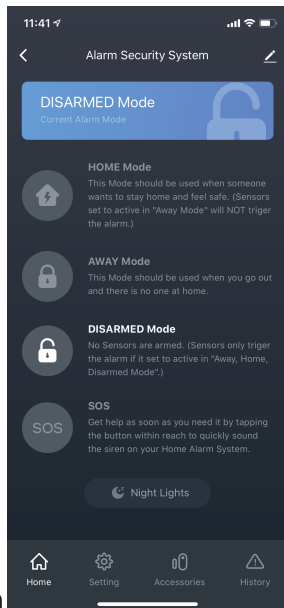 11:41
Alarm Security System
DISARMED Mode
Current Alarm Mode
HOME Mode
This Mode should be used when someone
wants to stay home and feel safe. (Sensors
set to active in "Away Mode" will NOT triger
the alarm.)
AWAY Mode
This Mode should be used when you go out
and there is no one at home.
DISARMED Mode
No Sensors are armed. (Sensors only triger
the alarm if it set to active in "Away, Home,
Disarmed Mode".)
SOS
SOS
Get help as soon as you need it by tapping
the button within reach to quickly sound
the siren on your Home Alarm System.
Night Lights
Home Setting Accessories History